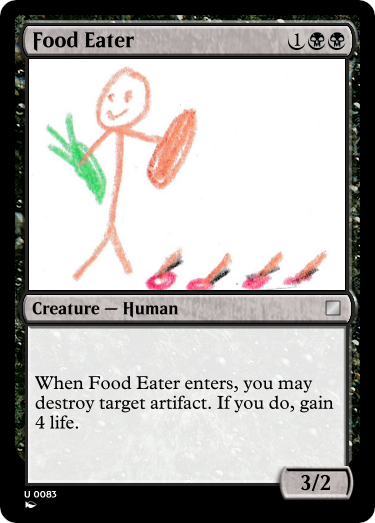 Food Eater 1
Creature — Human
When Food Eater enters, you may
destroy target artifact. If you do, gain
4 life.
3/2
U 0083